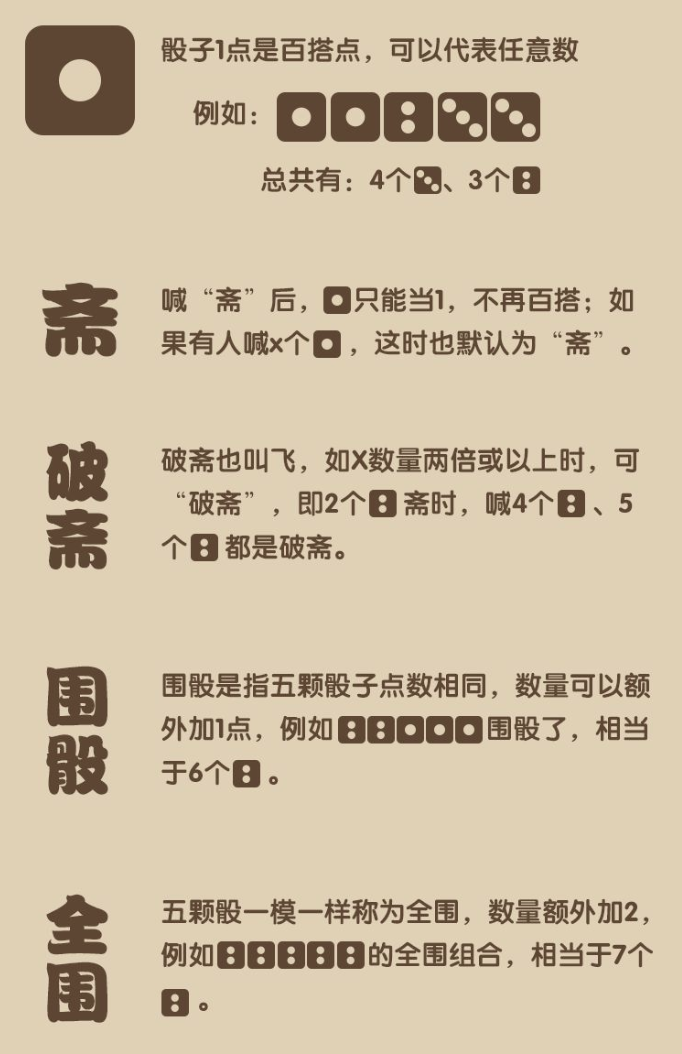 骰子1点是百搭点，可以代表任意数
例如：
总共有：4个、3个
斋
喊“斋”后，只能当1，不再百搭；如
果有人喊x个，这时也默认为“斋”。
破斋
破斋也叫飞，如X数量两倍或以上时，可
“破斋”，即2个斋时，喊4个、5
个都是破斋。
围骰
围骰是指五颗骰子点数相同，数量可以额
外加1点，例如围骰了，相当
于6个。
全围
五颗骰一模一样称为全围，数量额外加2，
例如的全围组合，相当于7个
。